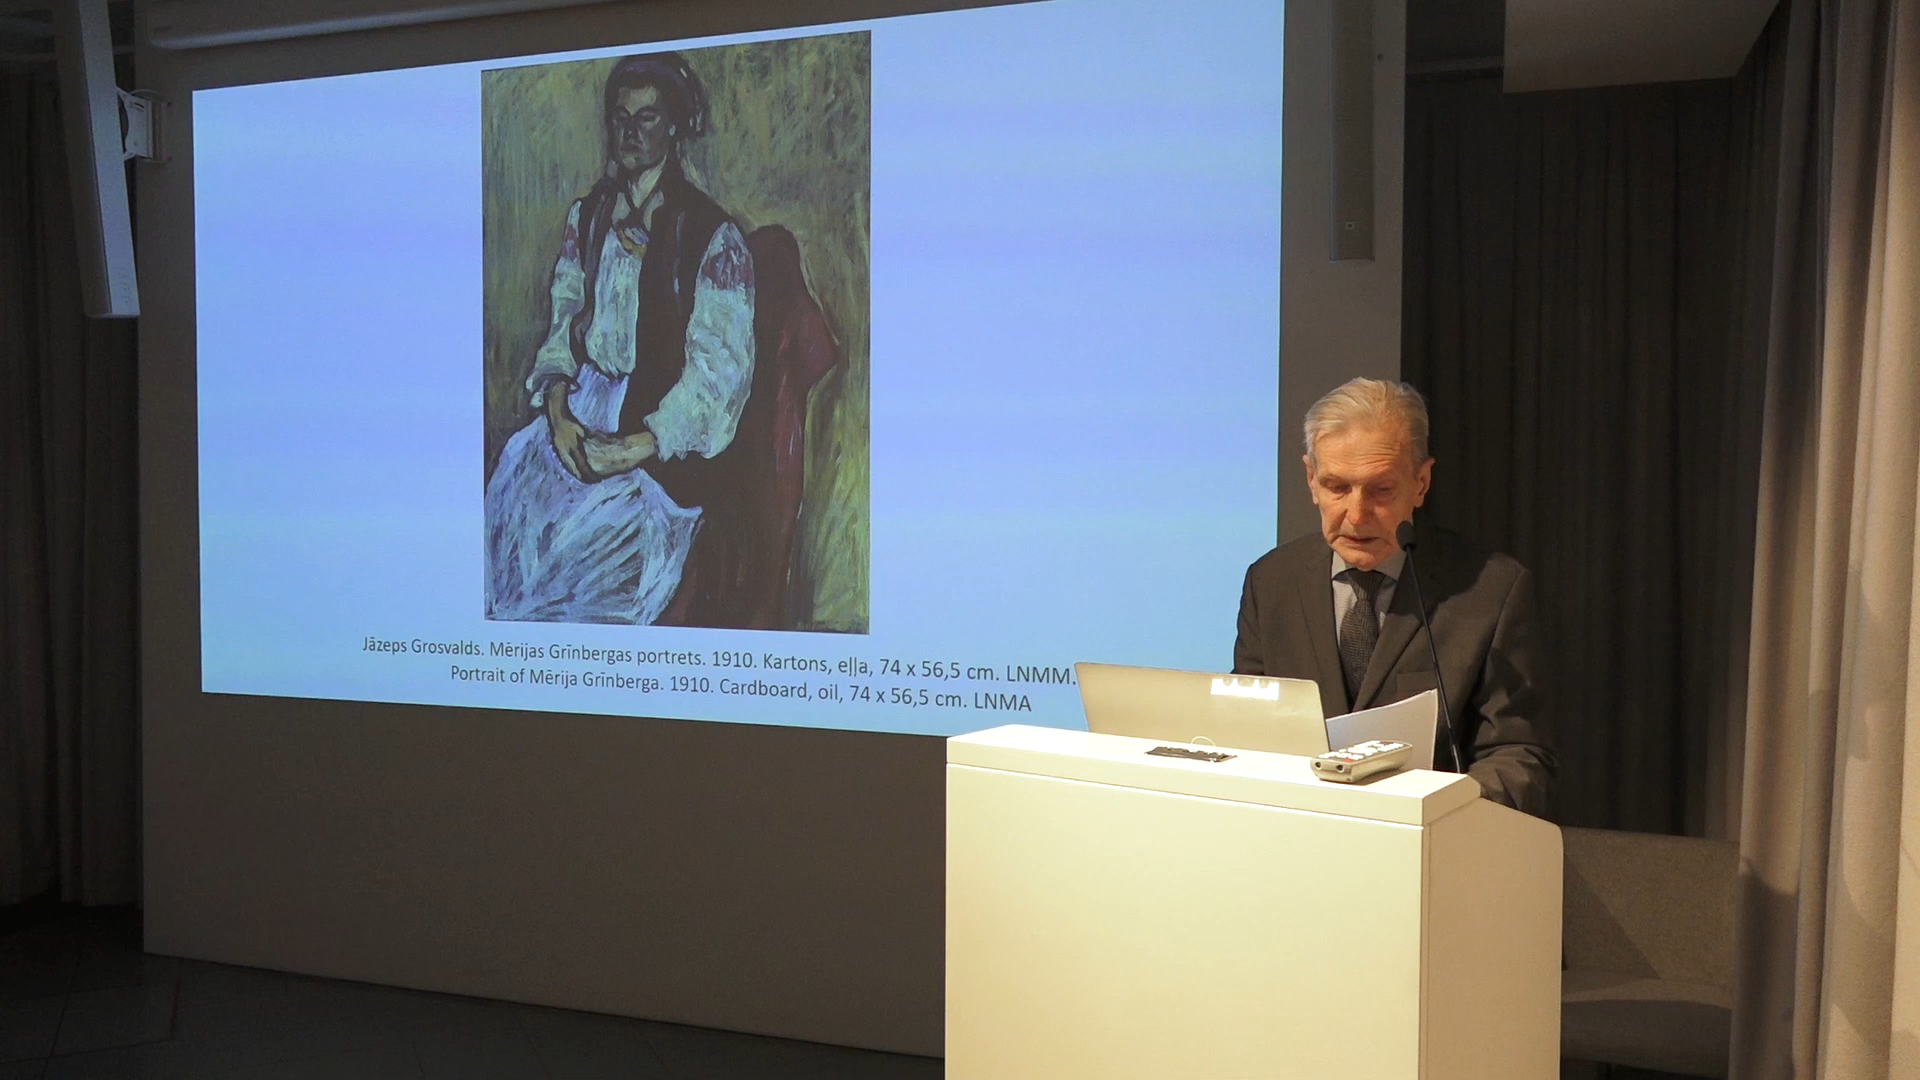 Jāzeps Grosvalds. Mērijas Grīnbergas portrets. 1910. Kartons, eļļa, 74 x 56,5 cm. LNMM.
Portrait of Mērija Grīnberga. 1910. Cardboard, oil, 74 x 56,5 cm. LNMA